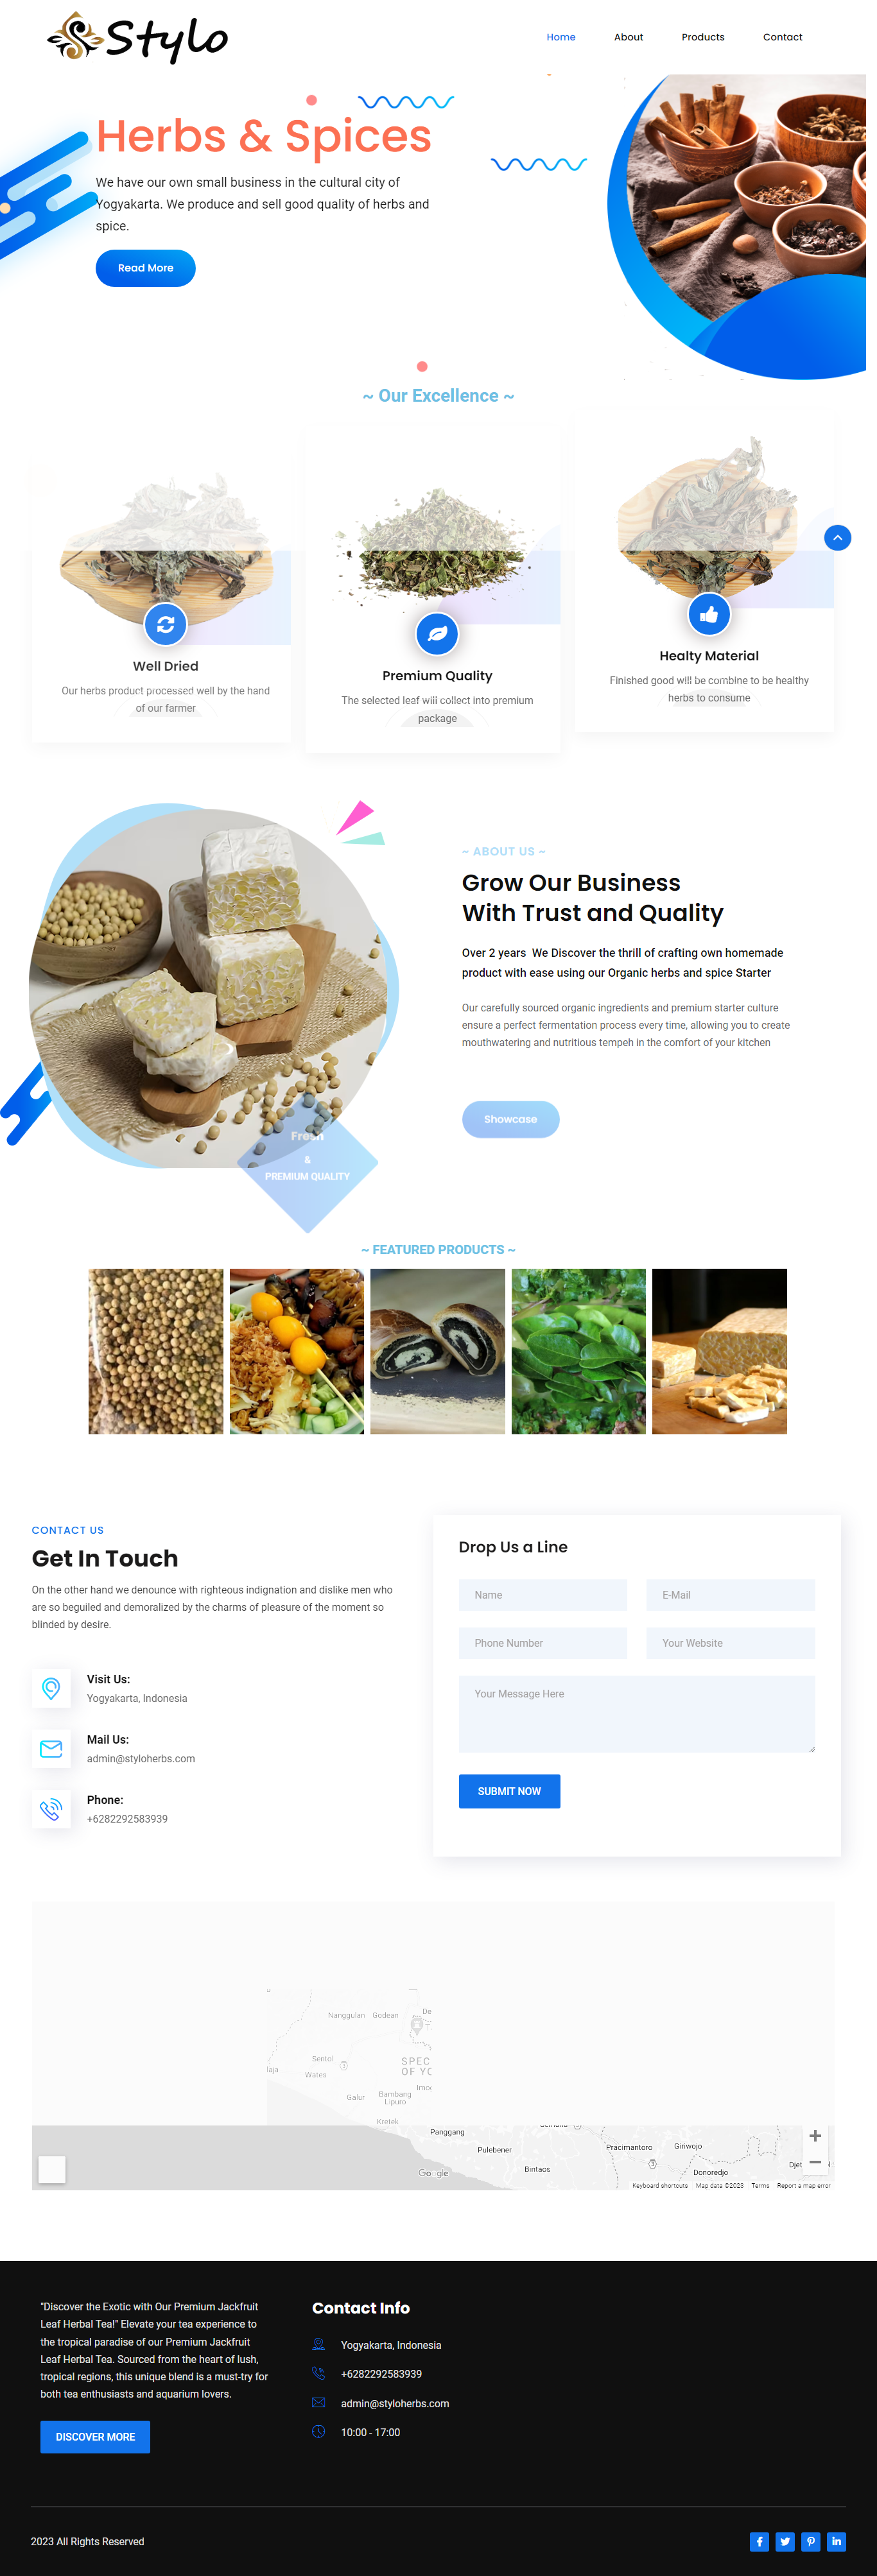 Stylo
Home
About
Products
Contact
Herbs & Spices
We have our own small business in the cultural city of
Yogyakarta. We produce and sell good quality of herbs and
spice.
Read More
~ Our Excellence ~
Well Dried
Our herbs product processed well by the hand
of our farmer
Premium Quality
The selected leaf will collect into premium
package
Healty Material
Finished good will be combine to be healthy
herbs to consume
~ ABOUT US ~
Grow Our Business
With Trust and Quality
Over 2 years  We Discover the thrill of crafting own homemade
product with ease using our Organic herbs and spice Starter
Our carefully sourced organic ingredients and premium starter culture
ensure a perfect fermentation process every time, allowing you to create
mouthwatering and nutritious tempeh in the comfort of your kitchen
Showcase
Fresh
&
PREMIUM QUALITY
~ FEATURED PRODUCTS ~
CONTACT US
Get In Touch
On the other hand we denounce with righteous indignation and dislike men who
are so beguiled and demoralized by the charms of pleasure of the moment so
blinded by desire.
Visit Us:
Yogyakarta, Indonesia
Mail Us:
admin@styloherbs.com
Phone:
+6282292583939
Drop Us a Line
Name
E-Mail
Phone Number
Your Website
Your Message Here
SUBMIT NOW
Nanggulan
Godean
De
Sentol
Wates
SPEC
OF YO
Galur
Bambang
Lipuro
Imog
Kretek
Panggang
Pulebener
Pracimantoro
Giriwojo
Bintaos
Donoredjo
Google
Keyboard shortcuts
Map data ©2023
Terms
Report a map error
"Discover the Exotic with Our Premium Jackfruit
Leaf Herbal Tea!" Elevate your tea experience to
the tropical paradise of our Premium Jackfruit
Leaf Herbal Tea. Sourced from the heart of lush,
tropical regions, this unique blend is a must-try for
both tea enthusiasts and aquarium lovers.
DISCOVER MORE
Contact Info
Yogyakarta, Indonesia
+6282292583939
admin@styloherbs.com
10:00 - 17:00
2023 All Rights Reserved